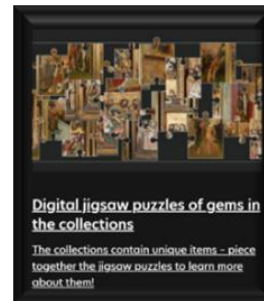 Digital jigsaw puzzles of gems in
the collections
The collections contain unique items – piece
together the jigsaw puzzles to learn more
about them!